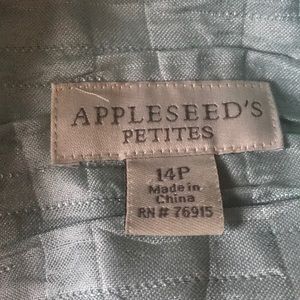 APPLESEED'S
PETITES
14P
Made in
China
RN# 76915